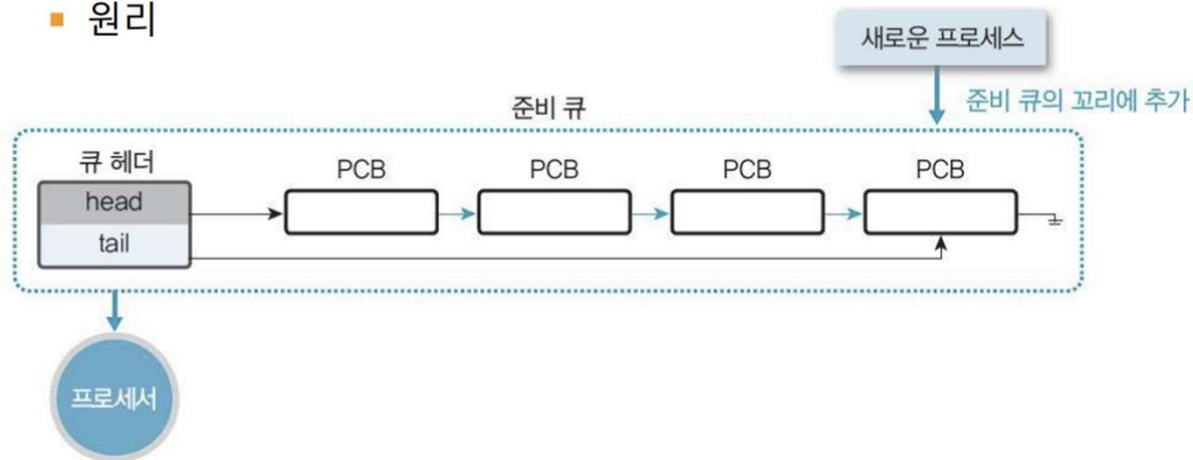 원리
새로운 프로세스
준비 큐의 꼬리에 추가
준비 큐
큐 헤더
PCB
PCB
PCB
PCB
head
tail
프로세서